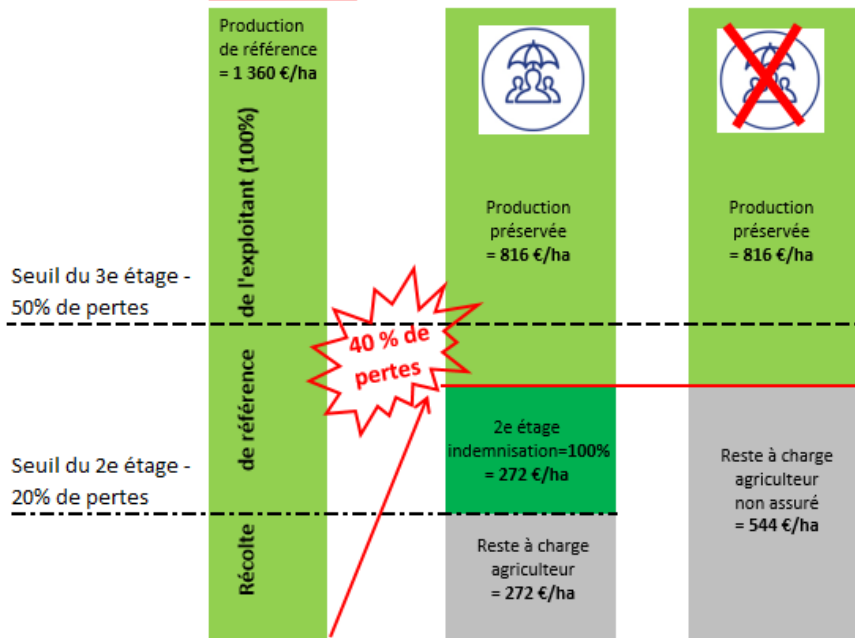 Production
de référence
= 1 360 €/ha
Récolte de référence de l'exploitant (100%)
Seuil du 3e étage -
50% de pertes
Seuil du 2e étage -
20% de pertes
40 % de
pertes
Production
préservée
= 816 €/ha
2e étage
indemnisation=100%
= 272 €/ha
Reste à charge
agriculteur
= 272 €/ha
Production
préservée
= 816 €/ha
Reste à charge
agriculteur
non assuré
= 544 €/ha